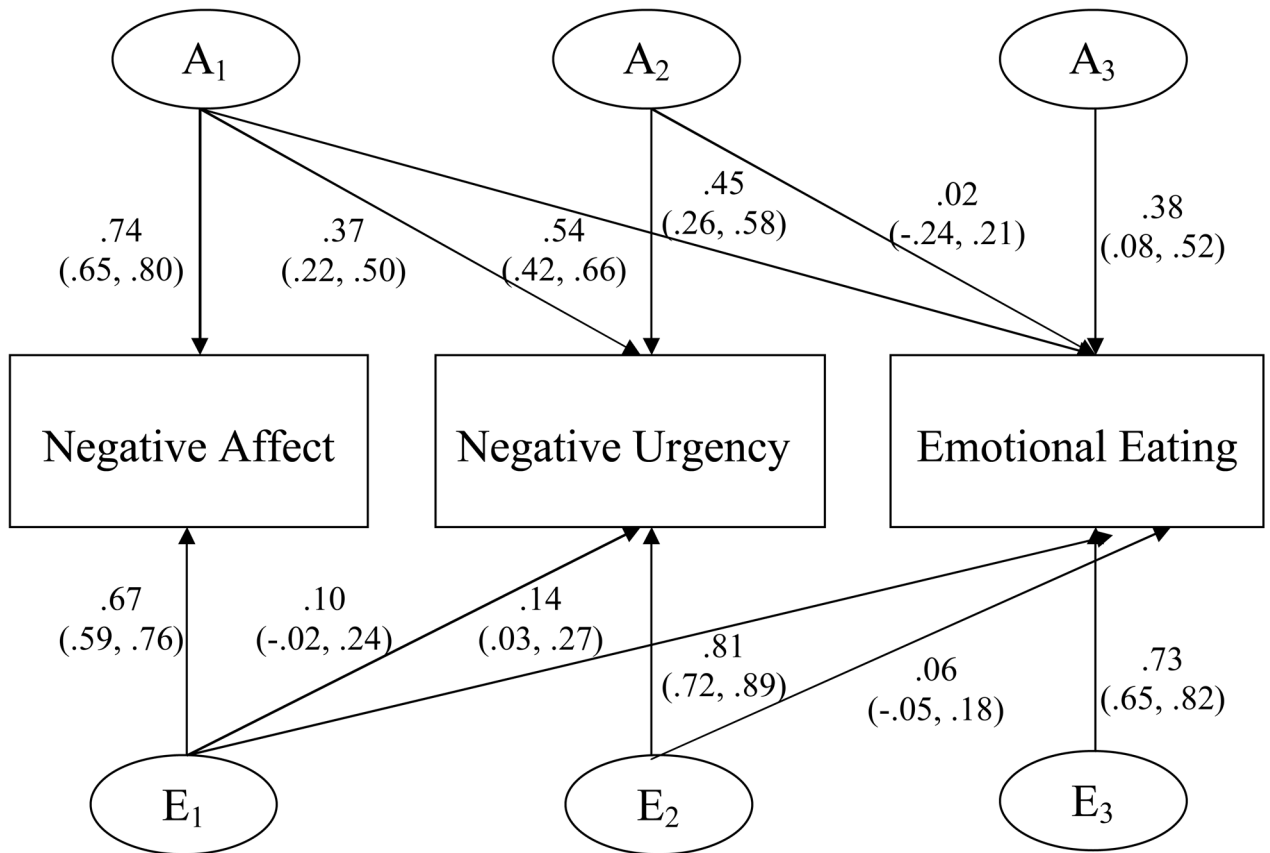 A₁
A₂
A₃
.74
(.65, .80)
.37
(.22, .50)
.54
(.42, .66)
.45
(.26, .58)
.02
(-.24, .21)
.38
(.08, .52)
Negative Affect
Negative Urgency
Emotional Eating
.67
(.59, .76)
.10
(-.02, .24)
.14
(.03, .27)
.81
(.72, .89)
.06
(-.05, .18)
.73
(.65, .82)
E₁
E₂
E₃